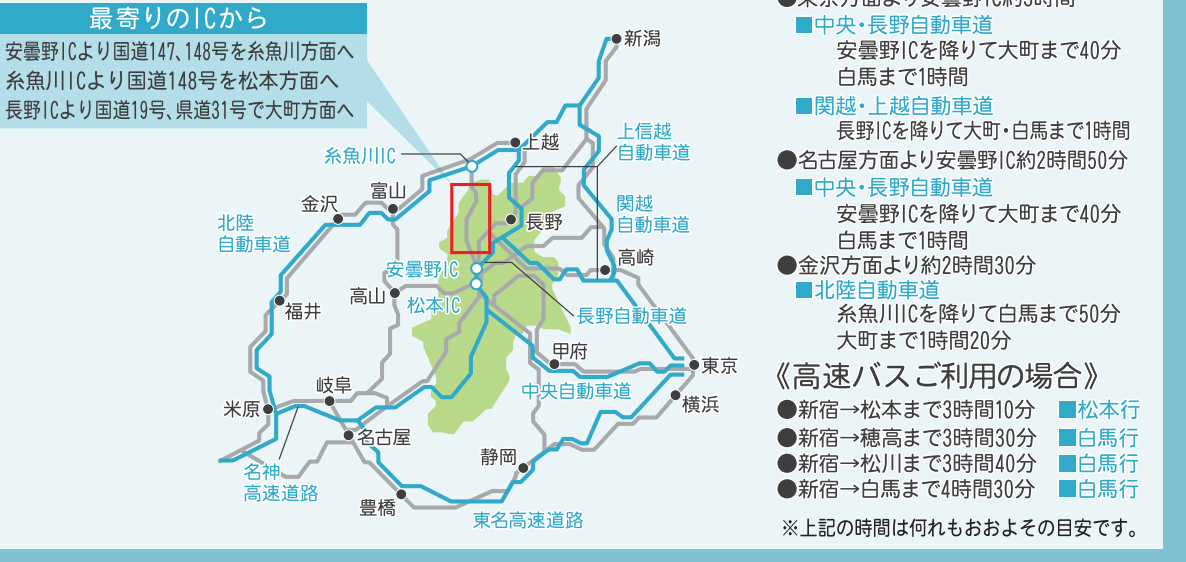 最寄りのICから
安曇野ICより国道147、148号を糸魚川方面へ
糸魚川ICより国道148号を松本方面へ
長野ICより国道19号、県道31号で大町方面へ
新潟
上越
上信越
自動車道
糸魚川IC
富山
金沢
北陸
自動車道
長野
関越
自動車道
高崎
安曇野IC
松本IC
高山
福井
長野自動車道
甲府
東京
中央自動車道
岐阜
米原
横浜
名古屋
名神
高速道路
静岡
豊橋
東名高速道路
●東京方面より安曇野IC約3時間
■中央・長野自動車道
安曇野ICを降りて大町まで40分
白馬まで1時間
■関越・上越自動車道
長野ICを降りて大町・白馬まで1時間
●名古屋方面より安曇野IC約2時間50分
■中央・長野自動車道
安曇野ICを降りて大町まで40分
白馬まで1時間
●金沢方面より約2時間30分
■北陸自動車道
糸魚川ICを降りて白馬まで50分
大町まで1時間20分
《高速バスご利用の場合》
●新宿→松本まで3時間10分 ■松本行
●新宿→穂高まで3時間30分 ■白馬行
●新宿→松川まで3時間40分 ■白馬行
●新宿→白馬まで4時間30分 ■白馬行
※上記の時間は何れもおおよその目安です。